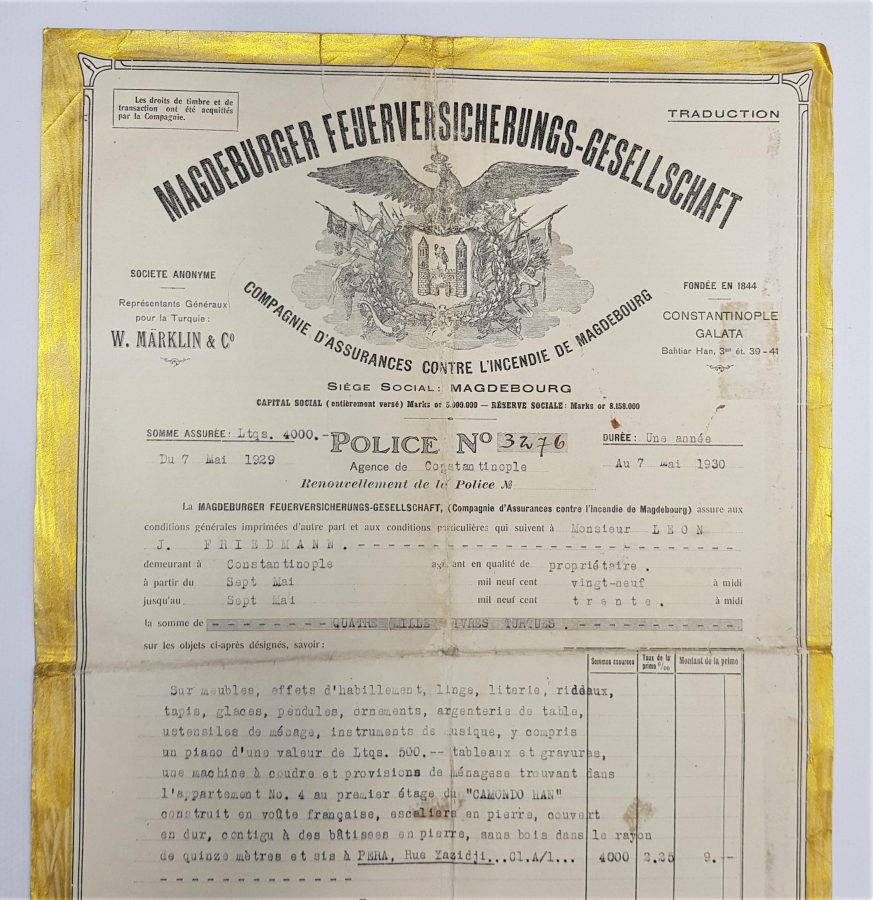 Les droits de timbre et de
transaction ont été acquittés
par la Compagnie.
TRADUCTION
MAGDEBURGER FEUERVERSICHERUNGS-GESELLSCHAFT
SOCIETE ANONYME
Représentants Généraux
pour la Turquie:
W. MÄRKLIN & Cº
COMPAGNIE D'ASSURANCES CONTRE L'INCENDIE DE MAGDEBOURG
FONDÉE EN 1844
CONSTANTINOPLE
GALATA
Bahtiar Han, 3me ét. 39-41
SIÈGE SOCIAL: MAGDEBOURG
CAPITAL SOCIAL (entièrement versé) Marks or 5.000.000 — RÉSERVE SOCIALE: Marks or 8.158.000
SOMME ASSURÉE: Ltqs. 4000.- POLICE Nº 3276 DURÉE: Une année
Du 7 Mai 1929 Agence de Constantinople Au 7 Mai 1930
Renouvellement de la Police Nº
La MAGDEBURGER FEUERVERSICHERUNGS-GESELLSCHAFT, (Compagnie d'Assurances contre l'Incendie de Magdebourg) assure aux
conditions générales imprimées d'autre part et aux conditions particulières qui suivent à Monsieur LEON
J. FRIEDMANN.
demeurant à Constantinople agissant en qualité de propriétaire.
à partir du Sept Mai mil neuf cent vingt-neuf à midi
jusqu'au Sept Mai mil neuf cent trente. à midi
la somme de QUATRE MILLE IVRES TURQUES.
sur les objets ci-après désignés, savoir:
Sommes assurées Taux de la prime º/oo Montant de la prime
Sur meubles, effets d'habillement, linge, literie, rideaux,
tapis, glaces, pendules, ornements, argenterie de table,
ustensiles de ménage, instruments de musique, y compris
un piano d'une valeur de Ltqs. 500.-- tableaux et gravures,
une machine à coudre et provisions de ménagese trouvant dans
l'appartement No. 4 au premier étage du "CAMONDO HAN"
construit en voûte française, escaliers en pierre, couvert
en dur, contigu à des bâtisses en pierre, sans bois dans le rayon
de quinze mètres et sis à PERA, Rue Yazidji...Cl.A/1... 4000 2.25 9.--